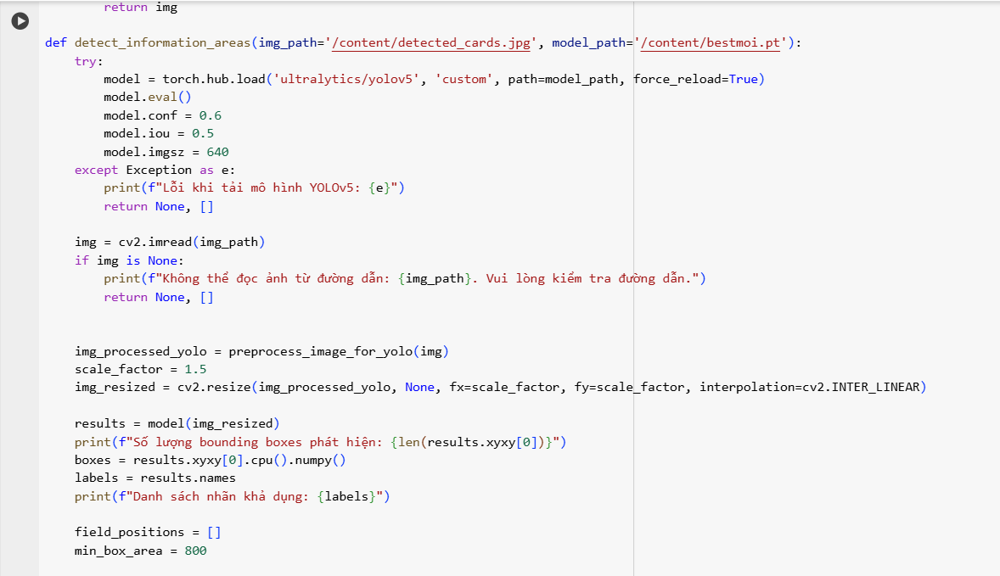 return img

def detect_information_areas(img_path='/content/detected_cards.jpg', model_path='/content/bestmoi.pt'):
    try:
        model = torch.hub.load('ultralytics/yolov5', 'custom', path=model_path, force_reload=True)
        model.eval()
        model.conf = 0.6
        model.iou = 0.5
        model.imgsz = 640
    except Exception as e:
        print(f"Lỗi khi tải mô hình YOLOv5: {e}")
        return None, []

    img = cv2.imread(img_path)
    if img is None:
        print(f"Không thể đọc ảnh từ đường dẫn: {img_path}. Vui lòng kiểm tra đường dẫn.")
        return None, []


    img_processed_yolo = preprocess_image_for_yolo(img)
    scale_factor = 1.5
    img_resized = cv2.resize(img_processed_yolo, None, fx=scale_factor, fy=scale_factor, interpolation=cv2.INTER_LINEAR)

    results = model(img_resized)
    print(f"Số lượng bounding boxes phát hiện: {len(results.xyxy[0])}")
    boxes = results.xyxy[0].cpu().numpy()
    labels = results.names
    print(f"Danh sách nhãn khả dụng: {labels}")

    field_positions = []
    min_box_area = 800